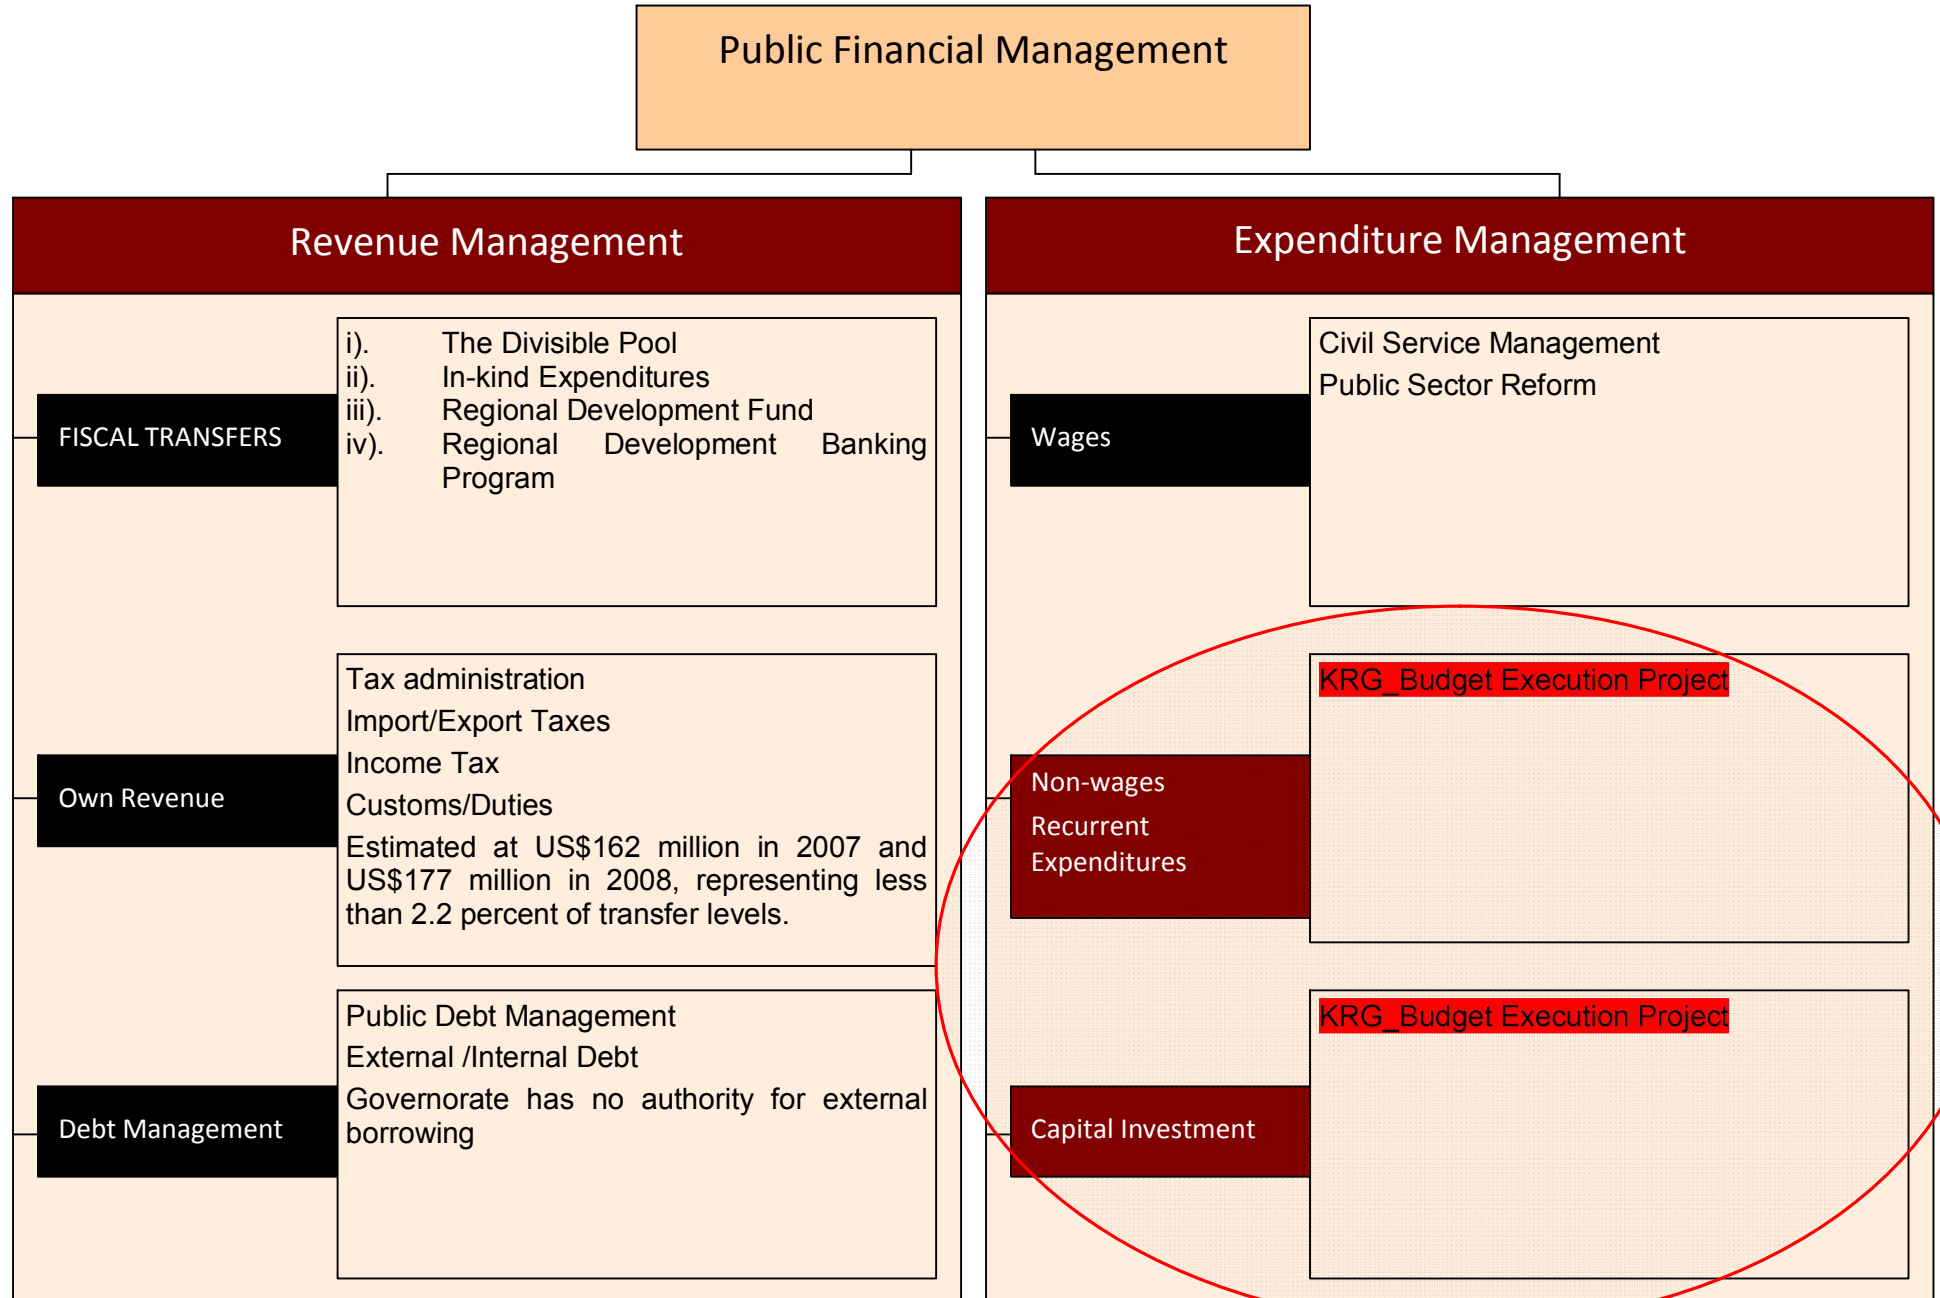 Public Financial Management
Revenue Management
FISCAL TRANSFERS
i). The Divisible Pool
ii). In-kind Expenditures
iii). Regional Development Fund
iv). Regional Development Banking
Program
Own Revenue
Tax administration
Import/Export Taxes
Income Tax
Customs/Duties
Estimated at US$162 million in 2007 and
US$177 million in 2008, representing less
than 2.2 percent of transfer levels.
Debt Management
Public Debt Management
External /Internal Debt
Governorate has no authority for external
borrowing
Expenditure Management
Wages
Civil Service Management
Public Sector Reform
Non-wages
Recurrent
Expenditures
KRG_Budget Execution Project
Capital Investment
KRG_Budget Execution Project